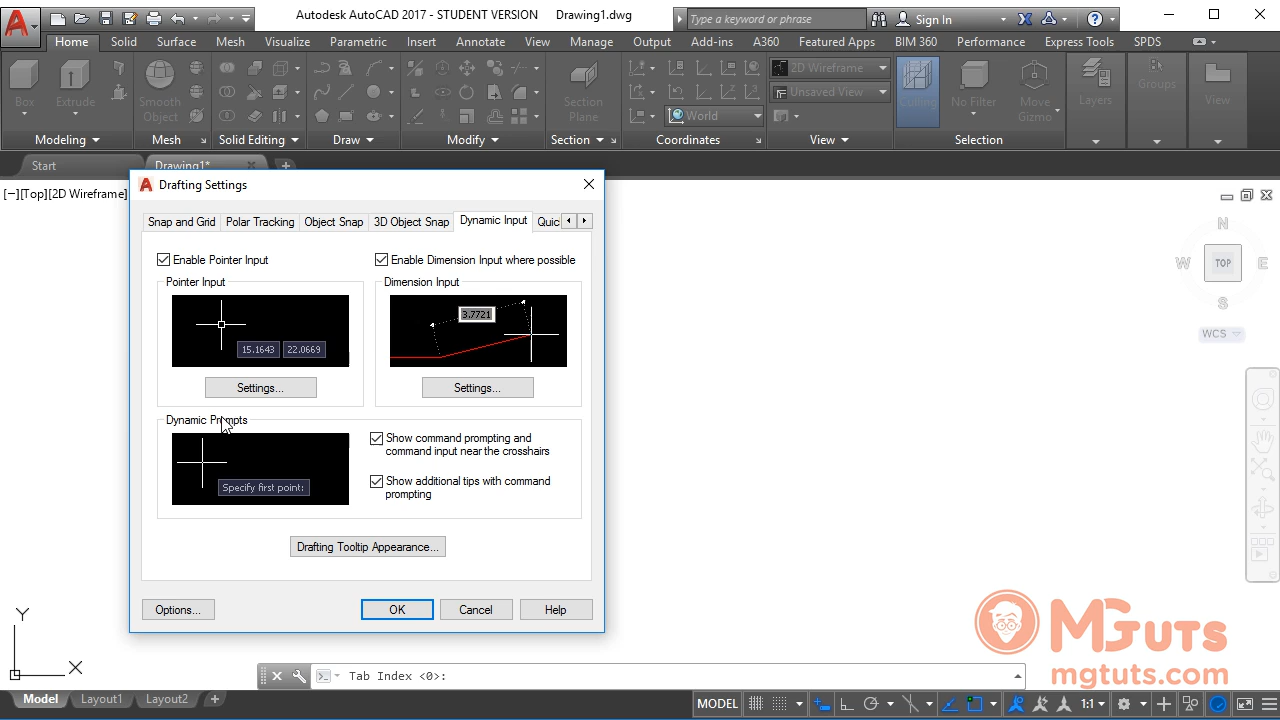 Autodesk AutoCAD 2017 - STUDENT VERSION Drawing1.dwg
Type a keyword or phrase
Sign In
Home Solid Surface Mesh Visualize Parametric Insert Annotate View Manage Output Add-ins A360 Featured Apps BIM 360 Performance Express Tools SPDS
Box
Extrude
Smooth
Object
Section
Plane
2D Wireframe
Unsaved View
World
Culling
No Filter
Move
Gizmo
Layers
Groups
View
Modeling Mesh Solid Editing Draw Modify Section Coordinates View Selection
Start Drawing1*
[−][Top][2D Wireframe]
Drafting Settings
Snap and Grid Polar Tracking Object Snap 3D Object Snap Dynamic Input Quic
Enable Pointer Input
Enable Dimension Input where possible
Pointer Input
Dimension Input
3.7721
15.1643 22.0669
Settings...
Settings...
Dynamic Prompts
Specify first point:
Show command prompting and
command input near the crosshairs
Show additional tips with command
prompting
Drafting Tooltip Appearance...
Options... OK Cancel Help
N
W TOP E
S
WCS
Y
X
Tab Index <0>:
MGuts
mgtuts.com
Model Layout1 Layout2 +
MODEL
1:1